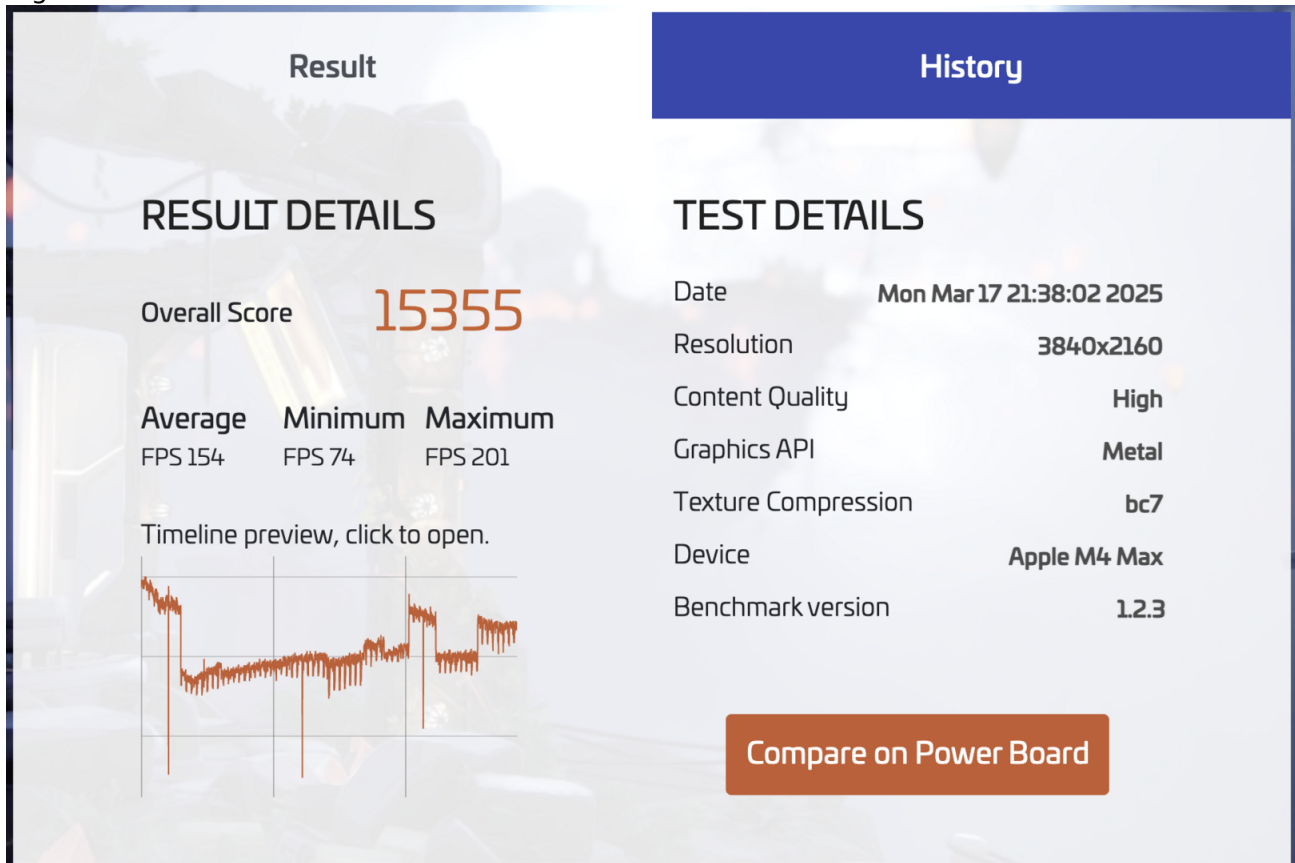 Result
History
RESULT DETAILS
Overall Score 15355
Average Minimum Maximum
FPS 154 FPS 74 FPS 201
Timeline preview, click to open.
TEST DETAILS
Date Mon Mar 17 21:38:02 2025
Resolution 3840x2160
Content Quality High
Graphics API Metal
Texture Compression bc7
Device Apple M4 Max
Benchmark version 1.2.3
Compare on Power Board